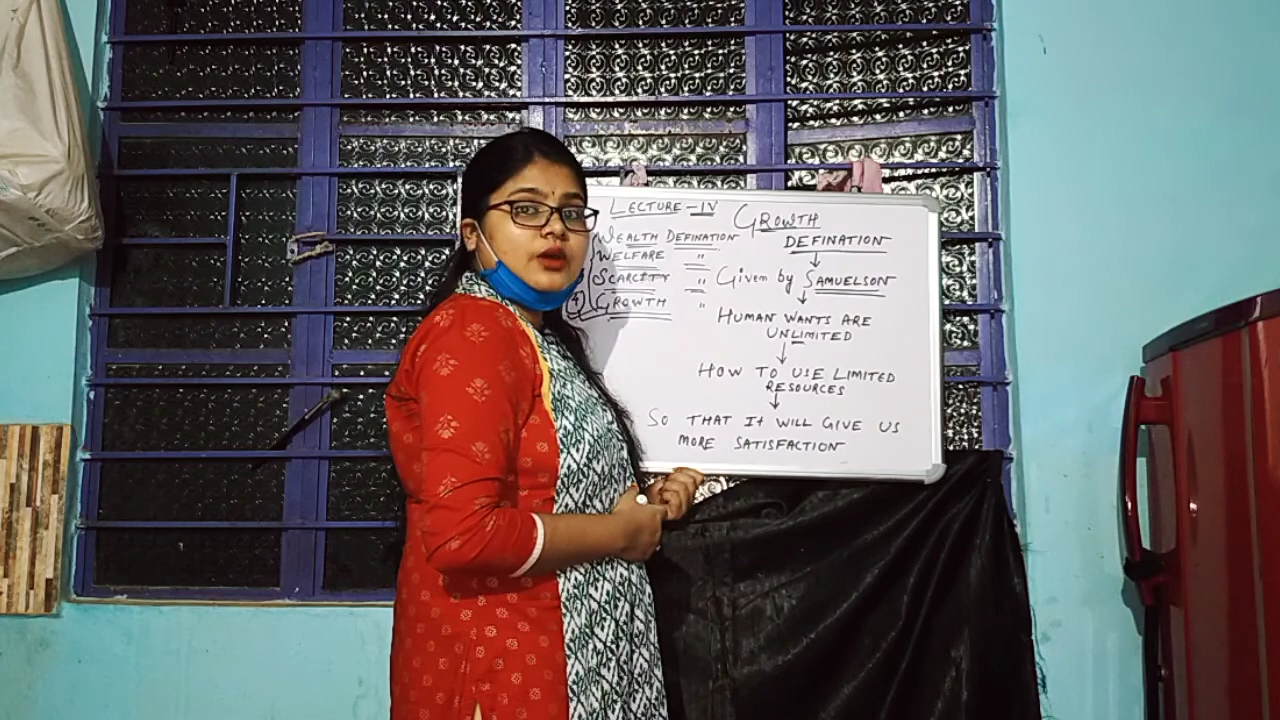 LECTURE-IV
WEALTH DEFINATION
WELFARE "
SCARCITY "
④ GROWTH "
GROWTH
DEFINATION
↓
Given by SAMUELSON
↓
HUMAN WANTS ARE
UNLIMITED
↓
HOW TO USE LIMITED
RESOURCES
↓
SO THAT It WILL GIVE US
MORE SATISFACTION